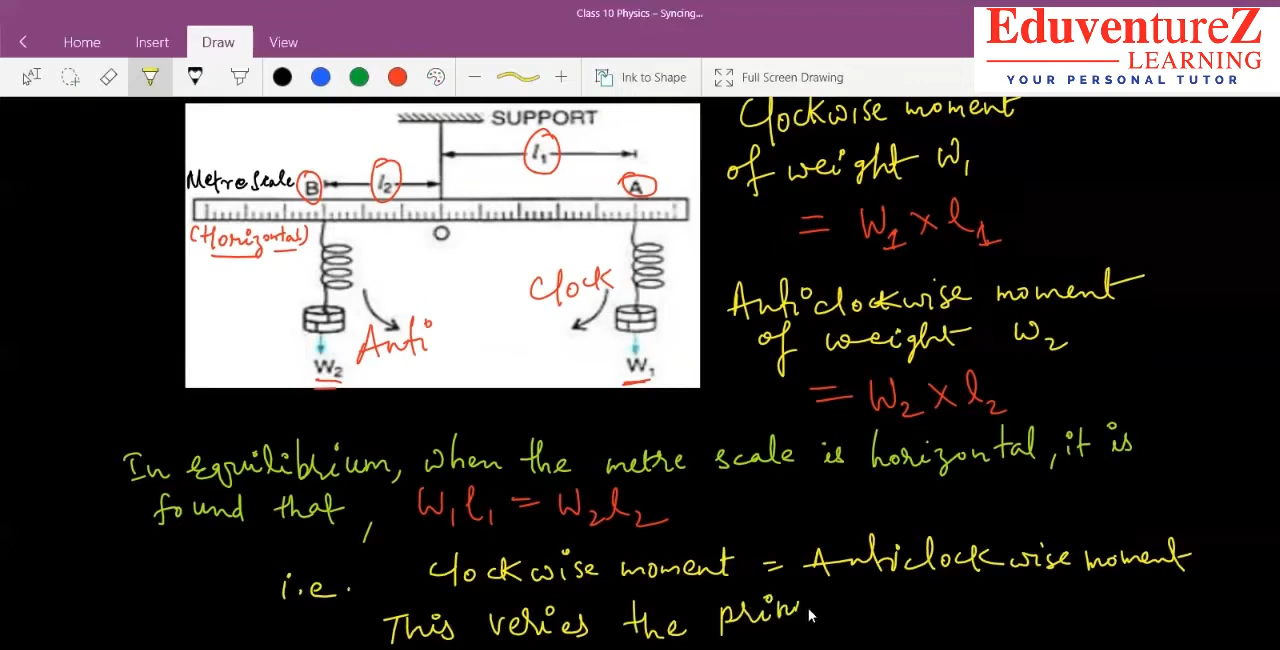 Class 10 Physics – Syncing...
Home Insert Draw View
EduventureZ
LEARNING
YOUR PERSONAL TUTOR
Ink to Shape
Full Screen Drawing
SUPPORT
l₁
Metre Scale B l₂ A
(Horizontal)
O
Clock
Anti
W₂
W₁
Clockwise moment
of weight W₁
= W₁ × l₁
Anticlockwise moment
of weight W₂
= W₂ × l₂
In equilibrium, when the metre scale is horizontal, it is
found that, W₁l₁ = W₂l₂
i.e. Clockwise moment = Anticlockwise moment
This veries the prin